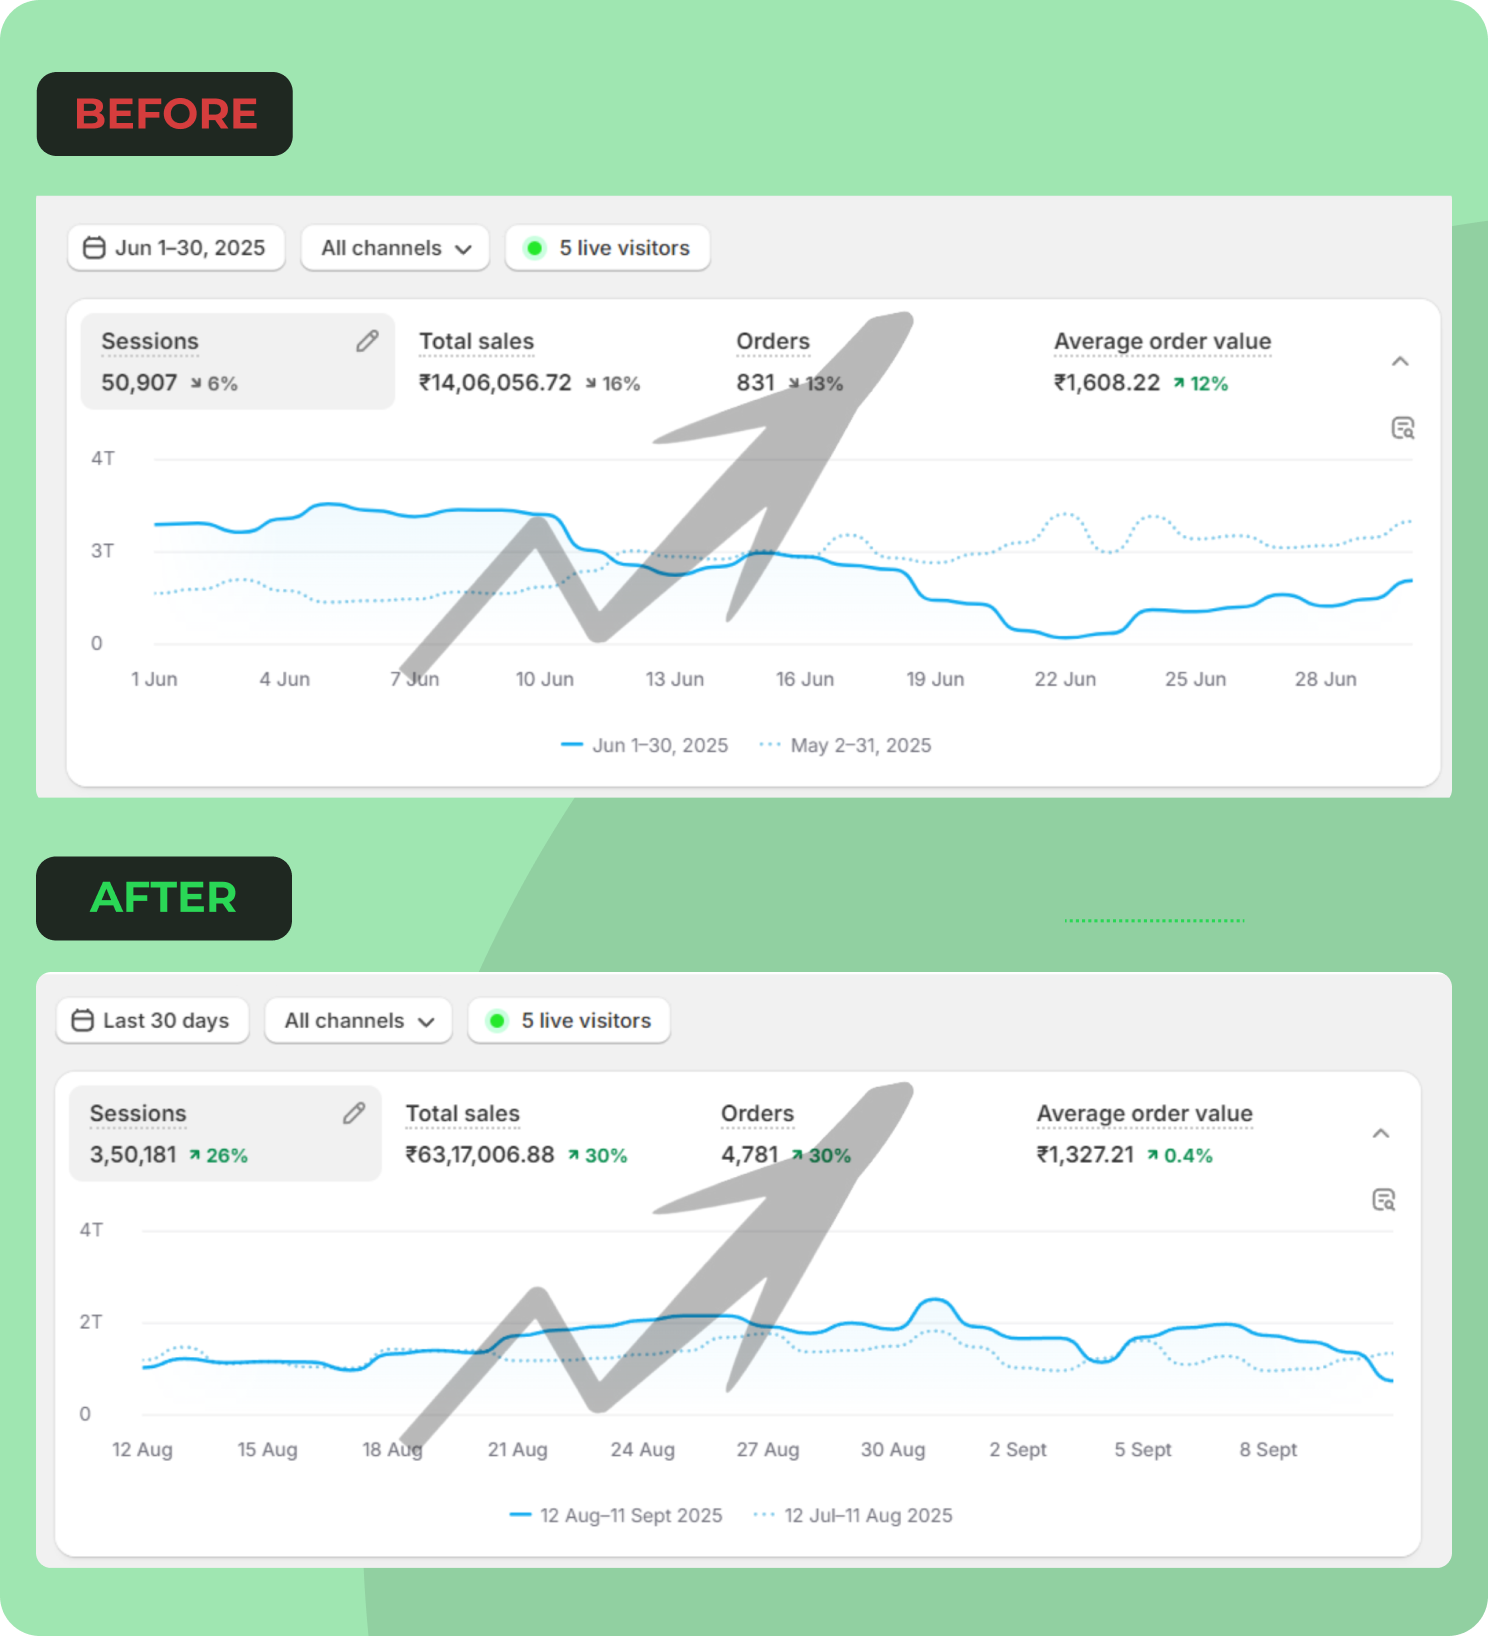 BEFORE
Jun 1–30, 2025 All channels 5 live visitors
Sessions Total sales Orders Average order value
50,907 6% ₹14,06,056.72 16% 831 13% ₹1,608.22 12%
4T
3T
0
1 Jun 4 Jun 7 Jun 10 Jun 13 Jun 16 Jun 19 Jun 22 Jun 25 Jun 28 Jun
Jun 1–30, 2025 May 2–31, 2025
AFTER
Last 30 days All channels 5 live visitors
Sessions Total sales Orders Average order value
3,50,181 26% ₹63,17,006.88 30% 4,781 30% ₹1,327.21 0.4%
4T
2T
0
12 Aug 15 Aug 18 Aug 21 Aug 24 Aug 27 Aug 30 Aug 2 Sept 5 Sept 8 Sept
12 Aug–11 Sept 2025 12 Jul–11 Aug 2025